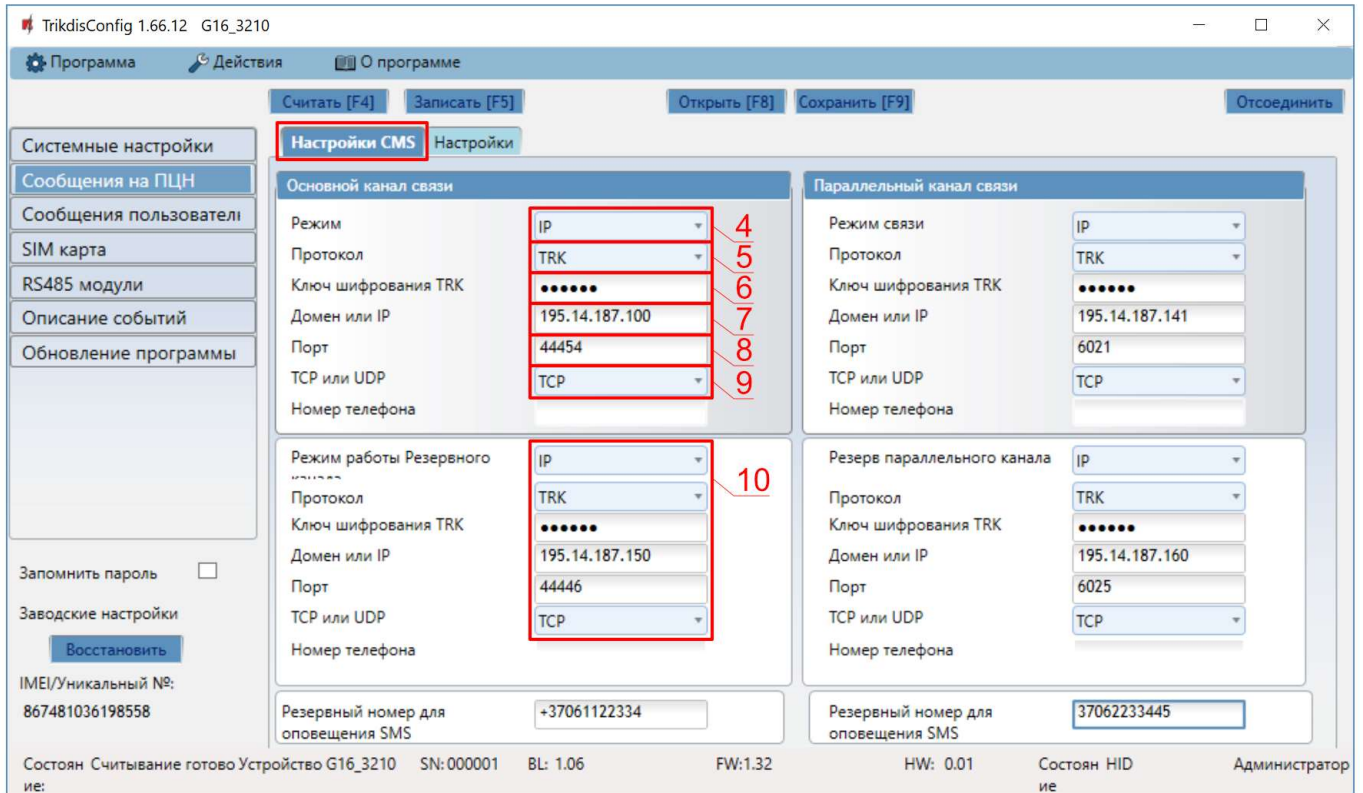 TrikdisConfig 1.66.12 G16_3210
Программа Действия О программе
Считать [F4] Записать [F5] Открыть [F8] Сохранить [F9] Отсоединить
Настройки CMS Настройки
Системные настройки
Сообщения на ПЦН
Сообщения пользовател
SIM карта
RS485 модули
Описание событий
Обновление программы
Запомнить пароль
Заводские настройки
Восстановить
IMEI/Уникальный №:
867481036198558
Основной канал связи
Режим IP 4
Протокол TRK 5
Ключ шифрования TRK •••••• 6
Домен или IP 195.14.187.100 7
Порт 44454 8
TCP или UDP TCP 9
Номер телефона
Режим работы Резервного IP 10
Протокол TRK
Ключ шифрования TRK ••••••
Домен или IP 195.14.187.150
Порт 44446
TCP или UDP TCP
Номер телефона
Резервный номер для +37061122334
оповещения SMS
Параллельный канал связи
Режим связи IP
Протокол TRK
Ключ шифрования TRK ••••••
Домен или IP 195.14.187.141
Порт 6021
TCP или UDP TCP
Номер телефона
Резерв параллельного канала IP
Протокол TRK
Ключ шифрования TRK ••••••
Домен или IP 195.14.187.160
Порт 6025
TCP или UDP TCP
Номер телефона
Резервный номер для 37062233445
оповещения SMS
Состоян Считывание готово Устройство G16_3210 SN: 000001 BL: 1.06 FW:1.32 HW: 0.01 Состоян HID Администратор
ие: ие